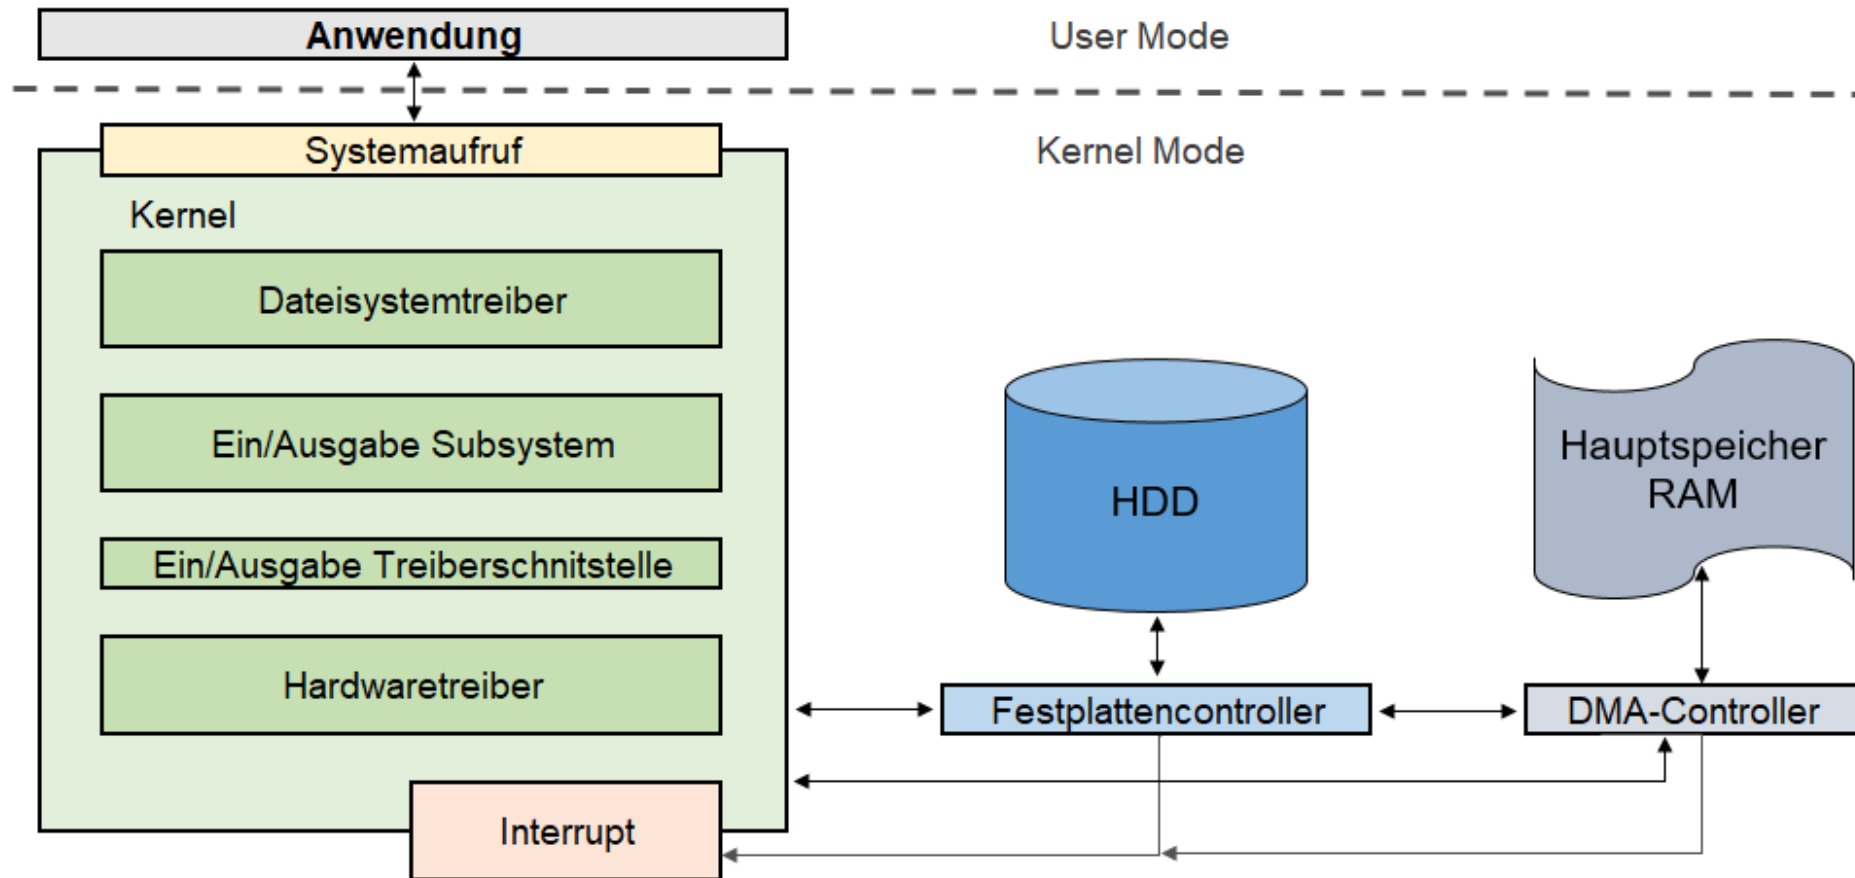 Anwendung
User Mode
Systemaufruf
Kernel Mode
Kernel
Dateisystemtreiber
Ein/Ausgabe Subsystem
Ein/Ausgabe Treiberschnitstelle
Hardwaretreiber
Interrupt
HDD
Festplattencontroller
Hauptspeicher
RAM
DMA-Controller